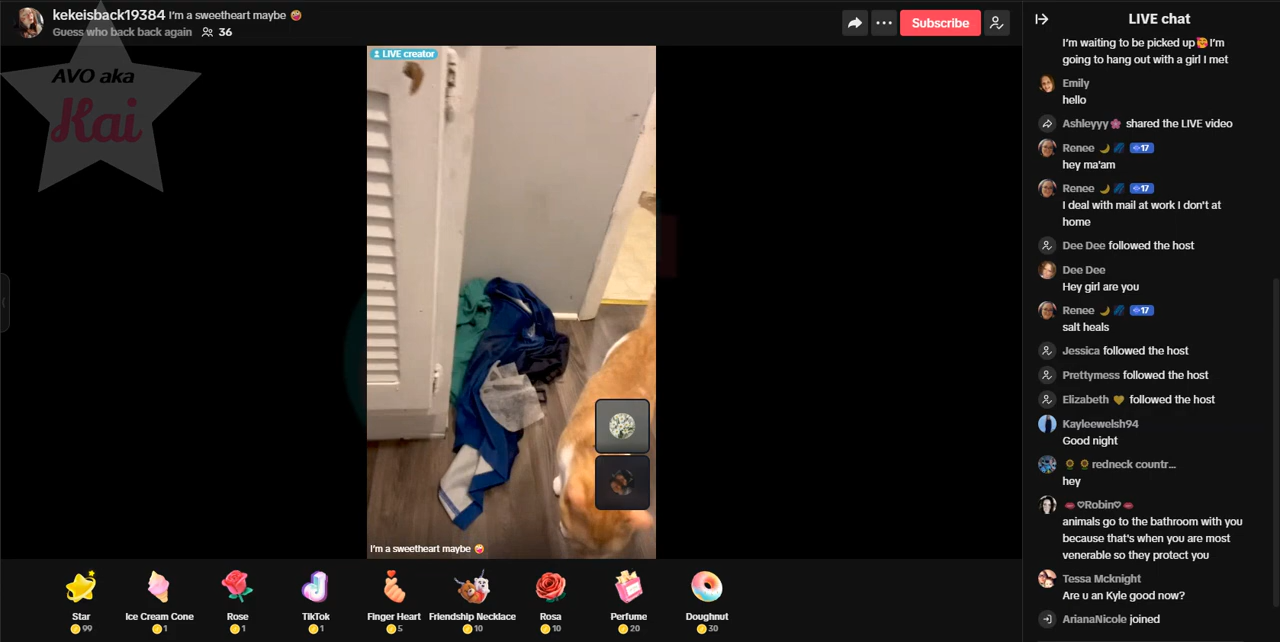 kekeisback19384 I'm a sweetheart maybe 🤪
Guess who back back again 36
Subscribe
LIVE chat
AVO aka
Kai
LIVE creator
I'm a sweetheart maybe 🤪
I'm waiting to be picked up🥰I'm
going to hang out with a girl I met
Emily
hello
Ashleyyy🌸 shared the LIVE video
Renee 🌙 17
hey ma'am
Renee 🌙 17
I deal with mail at work I don't at
home
Dee Dee followed the host
Dee Dee
Hey girl are you
Renee 🌙 17
salt heals
Jessica followed the host
Prettymess followed the host
Elizabeth 💛 followed the host
Kayleewelsh94
Good night
🌻 🌻 redneck countr...
hey
👄♡Robin♡👄
animals go to the bathroom with you
because that's when you are most
venerable so they protect you
Tessa Mcknight
Are u an Kyle good now?
ArianaNicole joined
Star
99
Ice Cream Cone
1
Rose
1
TikTok
1
Finger Heart
5
Friendship Necklace
10
Rosa
10
Perfume
20
Doughnut
30